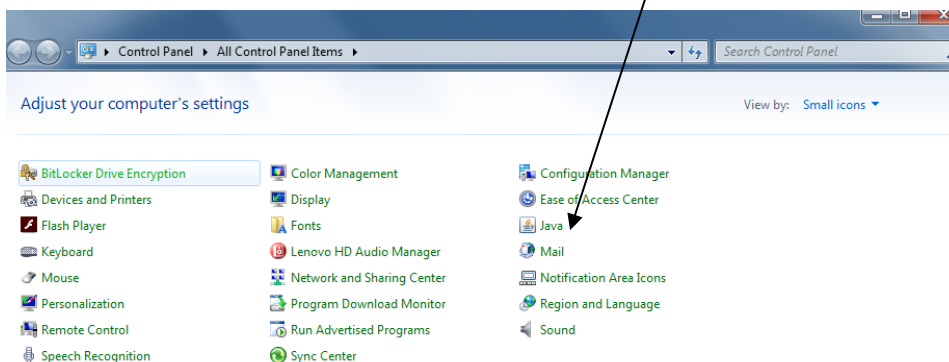 Control Panel All Control Panel Items Search Control Panel
Adjust your computer's settings View by: Small icons
BitLocker Drive Encryption Color Management Configuration Manager
Devices and Printers Display Ease of Access Center
Flash Player Fonts Java
Keyboard Lenovo HD Audio Manager Mail
Mouse Network and Sharing Center Notification Area Icons
Personalization Program Download Monitor Region and Language
Remote Control Run Advertised Programs Sound
Speech Recognition Sync Center